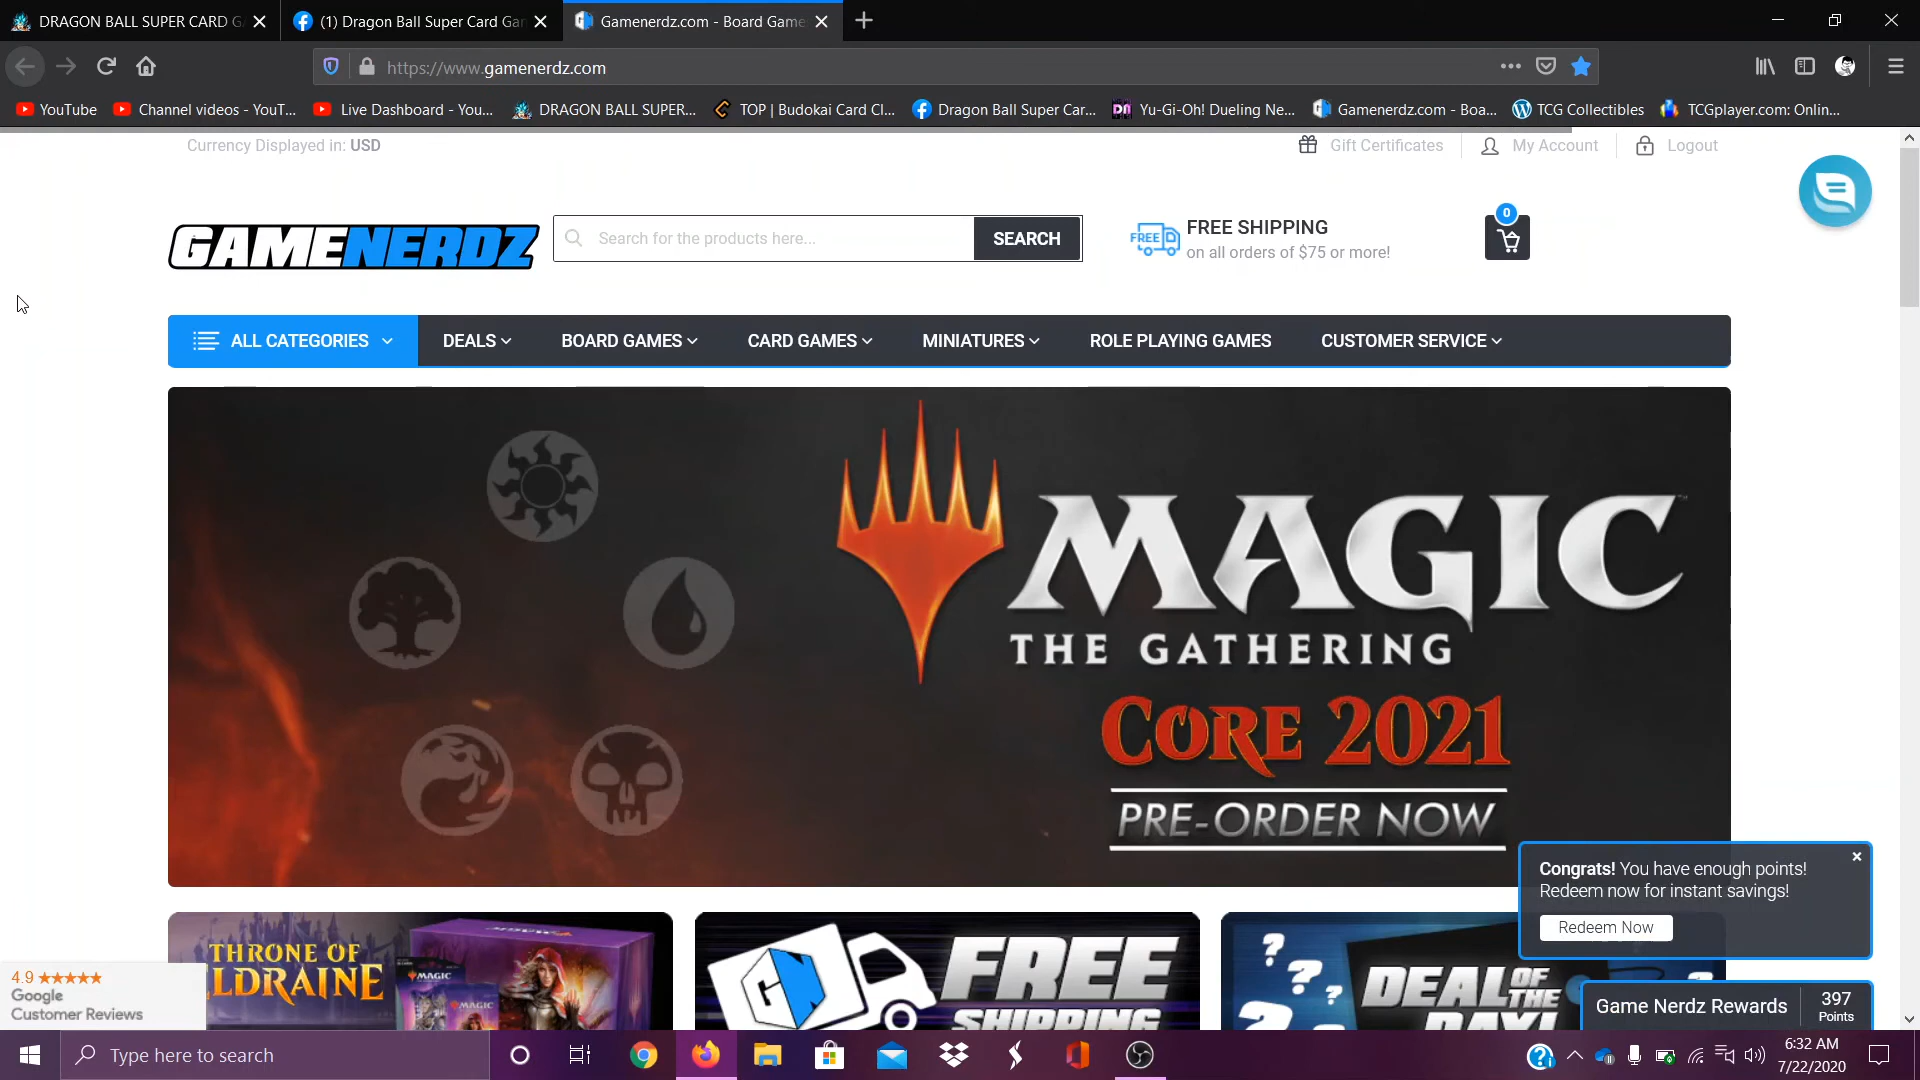 DRAGON BALL SUPER CARD G
(1) Dragon Ball Super Card Gar
Gamenerdz.com - Board Game
https://www.gamenerdz.com
YouTube
Channel videos - YouT...
Live Dashboard - You...
DRAGON BALL SUPER...
TOP | Budokai Card Cl...
Dragon Ball Super Car...
Yu-Gi-Oh! Dueling Ne...
Gamenerdz.com - Boa...
TCG Collectibles
TCGplayer.com: Onlin...
Currency Displayed in: USD
Gift Certificates
My Account
Logout
GAMENERDZ
Search for the products here...
SEARCH
FREE
FREE SHIPPING
on all orders of $75 or more!
0
ALL CATEGORIES
DEALS
BOARD GAMES
CARD GAMES
MINIATURES
ROLE PLAYING GAMES
CUSTOMER SERVICE
MAGIC
THE GATHERING
CORE 2021
PRE-ORDER NOW
Congrats! You have enough points!
Redeem now for instant savings!
Redeem Now
THRONE OF
ELDRAINE
MAGIC
MAGIC
GN
FREE
SHIPPING
DEAL OF
THE
DAY!
4.9 ★★★★★
Google
Customer Reviews
Game Nerdz Rewards
397
Points
Type here to search
6:32 AM
7/22/2020